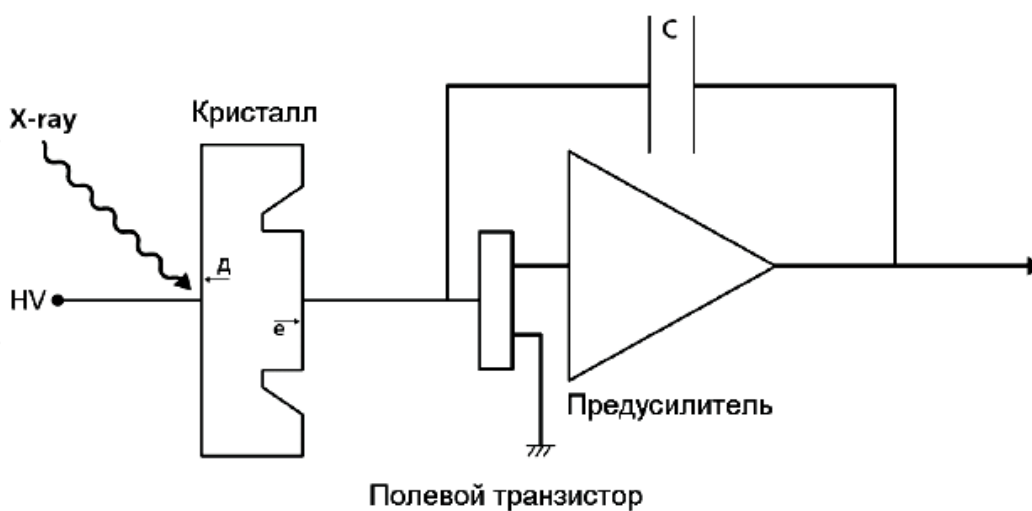 C
Кристалл
X-ray
Д
HV
e
Предусилитель
Полевой транзистор